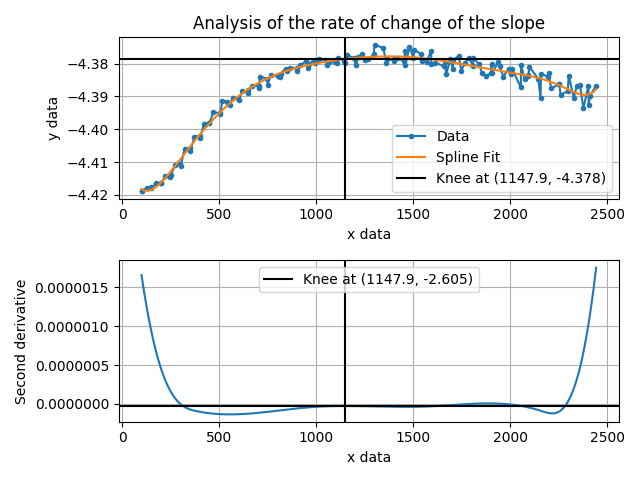 Analysis of the rate of change of the slope
−4.38
−4.39
−4.40
−4.41
−4.42
y data
Data
Spline Fit
Knee at (1147.9, -4.378)
0 500 1000 1500 2000 2500
x data
Knee at (1147.9, -2.605)
0.0000015
0.0000010
0.0000005
0.0000000
Second derivative
0 500 1000 1500 2000 2500
x data